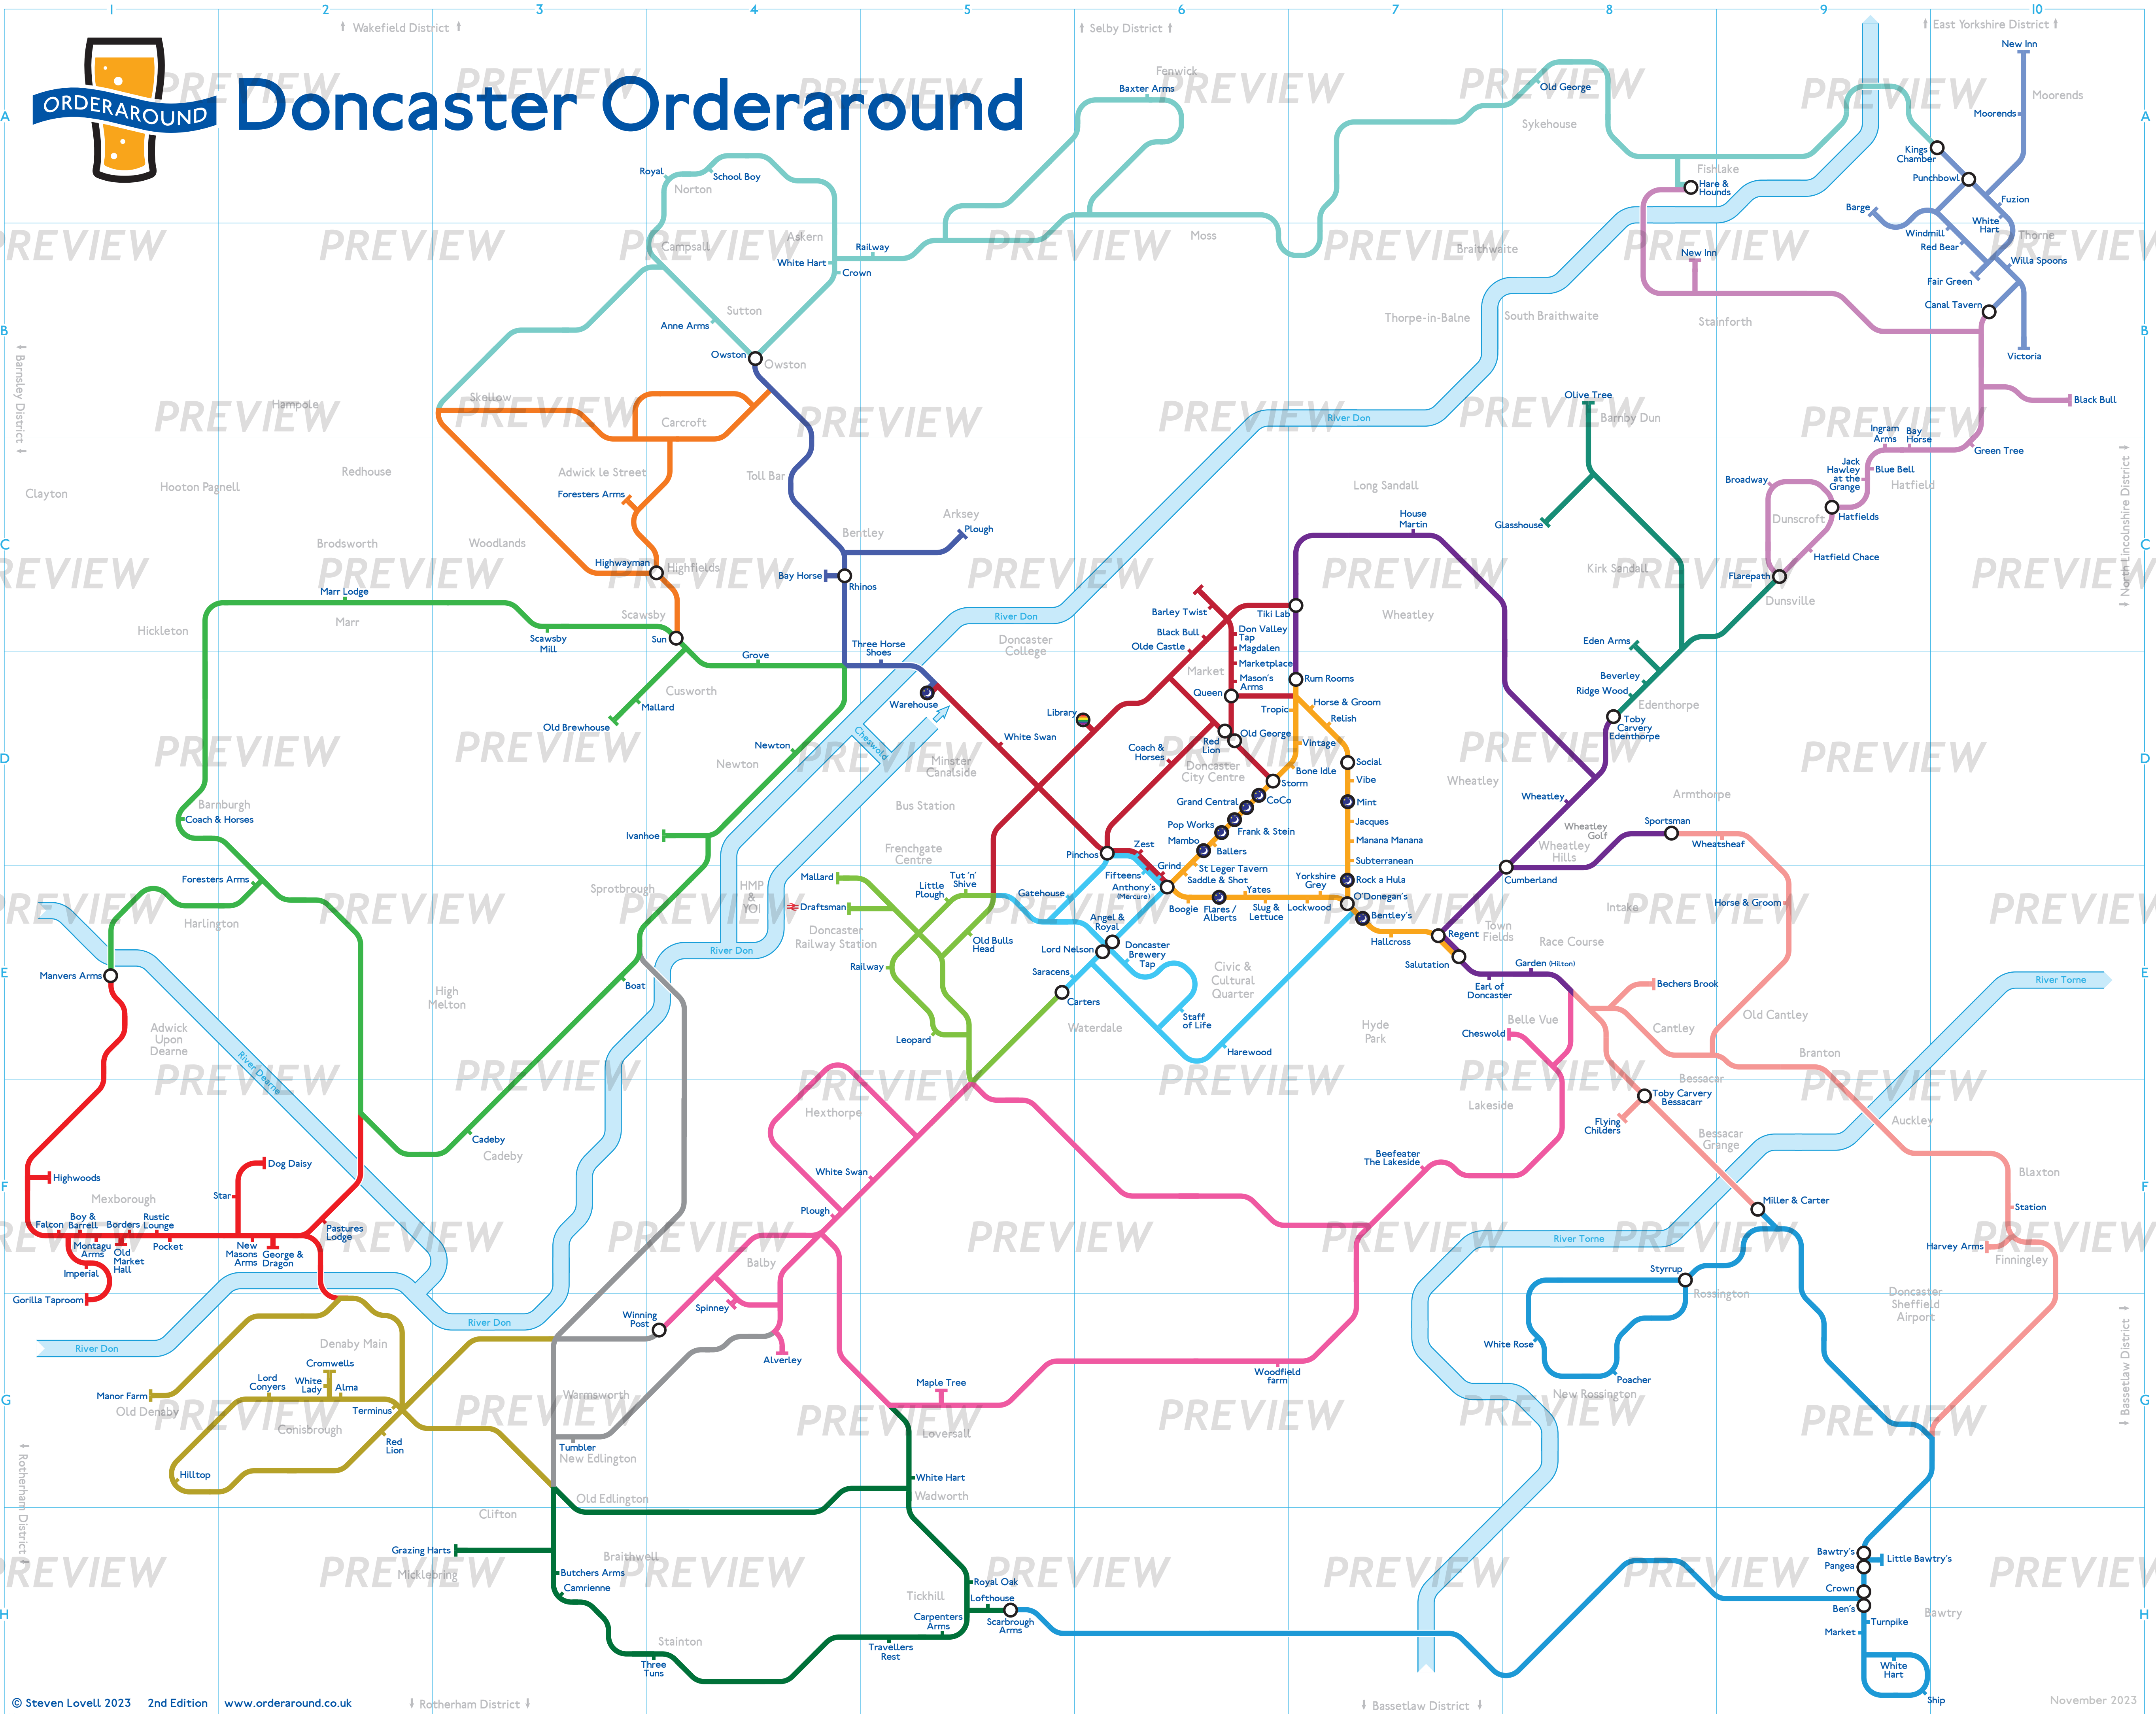 1 2 3 4 5 6 7 8 9 10
↑ Wakefield District ↑
↑ Selby District ↑
↑ East Yorkshire District ↑
ORDERAROUND
Doncaster Orderaround
A
A
B
B
C
C
D
D
E
E
F
F
G
G
H
H
Fenwick
Baxter Arms
Old George
Sykehouse
New Inn
Moorends
Moorends
Kings
Chamber
Punchbowl
Fishlake
Hare &
Hounds
Barge
Fuzion
White
Hart
Windmill
Red Bear
Thorne
Willa Spoons
Fair Green
Canal Tavern
Victoria
Royal
School Boy
Norton
Campsall
Askern
White Hart
Railway
Crown
Moss
Braithwaite
New Inn
Sutton
Anne Arms
Owston
Owston
Thorpe-in-Balne
South Braithwaite
Stainforth
Barnsley District
Skellow
Hampole
Carcroft
River Don
Olive Tree
Barnby Dun
Black Bull
Ingram
Arms
Bay
Horse
Green Tree
Jack
Hawley
at the
Grange
Blue Bell
Hatfield
Broadway
Dunscroft
Hatfields
Hatfield Chace
Flarepath
Dunsville
North Lincolnshire District
Clayton
Hooton Pagnell
Redhouse
Adwick le Street
Foresters Arms
Toll Bar
Arksey
Plough
Bentley
Long Sandall
House
Martin
Glasshouse
Brodsworth
Woodlands
Highwayman
Highfields
Bay Horse
Rhinos
Kirk Sandall
Marr Lodge
Marr
Hickleton
Scawsby
Scawsby
Mill
Sun
Grove
Three Horse
Shoes
River Don
Doncaster
College
Barley Twist
Tiki Lab
Wheatley
Black Bull
Olde Castle
Don Valley
Tap
Magdalen
Marketplace
Mason's
Arms
Market
Queen
Rum Rooms
Eden Arms
Beverley
Ridge Wood
Edenthorpe
Toby
Carvery
Edenthorpe
Cusworth
Mallard
Old Brewhouse
Warehouse
Library
Tropic
Horse & Groom
Relish
White Swan
Red
Lion
Old George
Vintage
Coach &
Horses
Newton
Newton
Cheswold
Minster
Canalside
Doncaster
City Centre
Bone Idle
Storm
Social
Vibe
Wheatley
Wheatley
Armthorpe
Barnburgh
Coach & Horses
Bus Station
Grand Central
CoCo
Mint
Pop Works
Frank & Stein
Jacques
Sportsman
Wheatsheaf
Wheatley
Golf
Wheatley
Hills
Ivanhoe
Mambo
Ballers
Manana Manana
Frenchgate
Centre
Pinchos
Zest
Grind
St Leger Tavern
Subterranean
Cumberland
Foresters Arms
Harlington
Sprotbrough
HMP
&
YOI
Mallard
Draftsman
Little
Plough
Tut 'n'
Shive
Gatehouse
Fifteens
Anthony's
(Mercure)
Saddle & Shot
Yates
Yorkshire
Grey
Rock a Hula
O'Donegan's
Boogie
Flares /
Alberts
Slug &
Lettuce
Lockwood
Bentley's
Hallcross
Regent
Town
Fields
Intake
Horse & Groom
Doncaster
Railway Station
Old Bulls
Head
Angel &
Royal
Lord Nelson
Doncaster
Brewery
Tap
Race Course
Salutation
Garden (Hilton)
Earl of
Doncaster
Manvers Arms
River Don
Railway
Saracens
Carters
Civic &
Cultural
Quarter
Bechers Brook
River Torne
High
Melton
Boat
Adwick
Upon
Dearne
River Dearne
Leopard
Waterdale
Staff
of Life
Harewood
Hyde
Park
Belle Vue
Cheswold
Cantley
Old Cantley
Branton
Hexthorpe
Lakeside
Bessacar
Toby Carvery
Bessacarr
Flying
Childers
Bessacar
Grange
Auckley
Cadeby
Cadeby
Dog Daisy
Highwoods
Star
Mexborough
White Swan
Beefeater
The Lakeside
Blaxton
Station
Falcon
Boy &
Barrell
Borders
Rustic
Lounge
Montagu
Arms
Old
Market
Hall
Pocket
New
Masons
Arms
George &
Dragon
Pastures
Lodge
Plough
Miller & Carter
River Torne
Harvey Arms
Finningley
Imperial
Gorilla Taproom
Balby
Spinney
Styrrup
Rossington
Doncaster
Sheffield
Airport
River Don
River Don
Winning
Post
Denaby Main
Alverley
White Rose
Poacher
New Rossington
Woodfield
farm
Bassetlaw District
Cromwells
Lord
Conyers
White
Lady
Alma
Manor Farm
Old Denaby
Conisbrough
Terminus
Red
Lion
Hilltop
Warmsworth
Maple Tree
Loversall
Tumbler
New Edlington
Old Edlington
White Hart
Wadworth
Rotherham District
Clifton
Grazing Harts
Micklebring
Braithwell
Butchers Arms
Camrienne
Tickhill
Royal Oak
Lofthouse
Carpenters
Arms
Scarbrough
Arms
Travellers
Rest
Stainton
Three
Tuns
Bawtry's
Little Bawtry's
Pangea
Crown
Ben's
Bawtry
Turnpike
Market
White
Hart
Ship
© Steven Lovell 2023 2nd Edition www.orderaround.co.uk
↓ Rotherham District ↓
↓ Bassetlaw District ↓
November 2023
PREVIEW